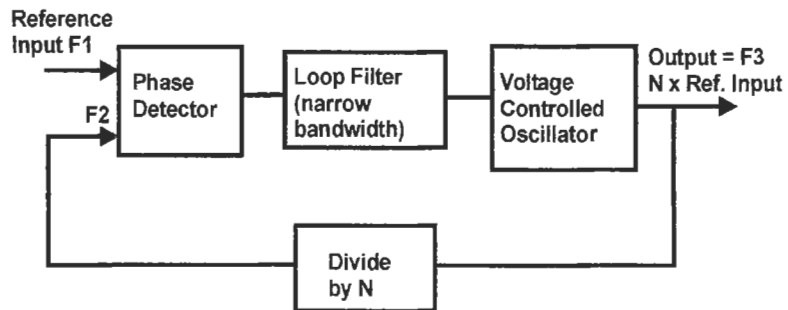 Reference
Input F1
Phase
Detector
F2
Loop Filter
(narrow
bandwidth)
Voltage
Controlled
Oscillator
Output = F3
N x Ref. Input
Divide
by N